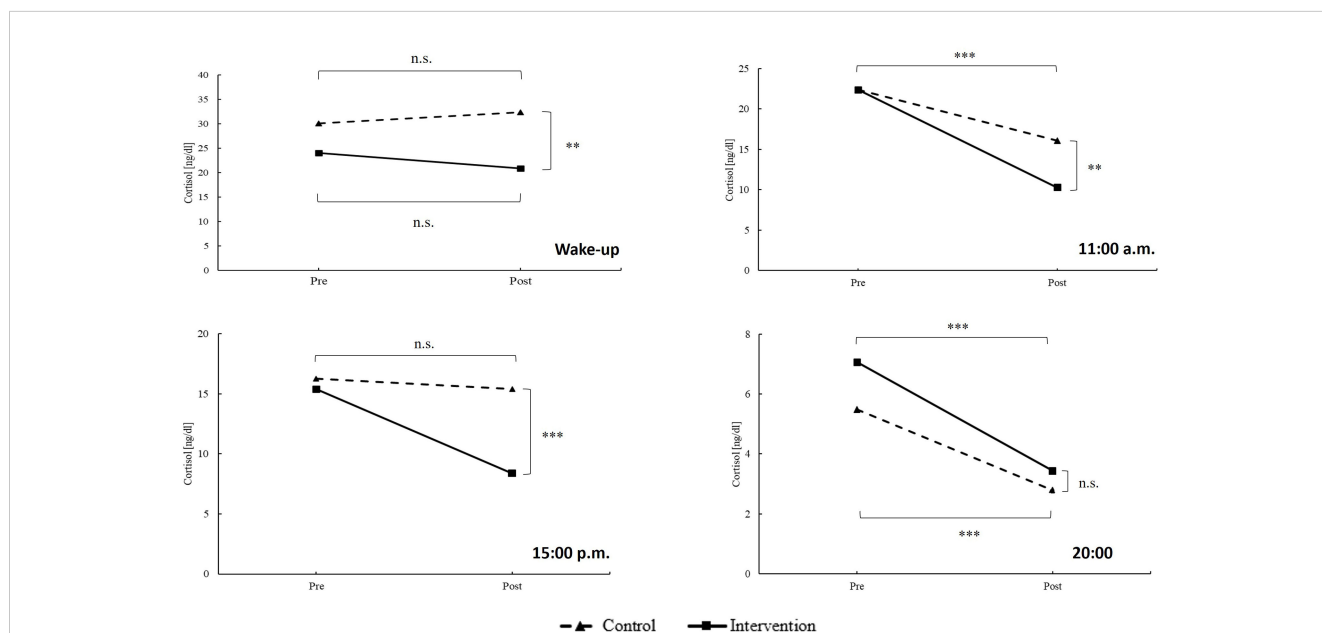 n.s.
40
35
30
25
20
15
10
5
0
Cortisol [ng/dl]
**
n.s.
Wake-up
Pre Post
***
25
20
15
10
5
0
Cortisol [ng/dl]
**
11:00 a.m.
Pre Post
20
15
10
5
0
Cortisol [ng/dl]
n.s.
***
15:00 p.m.
Pre Post
8
6
4
2
0
Cortisol [ng/dl]
***
n.s.
***
20:00
Pre Post
Control Intervention